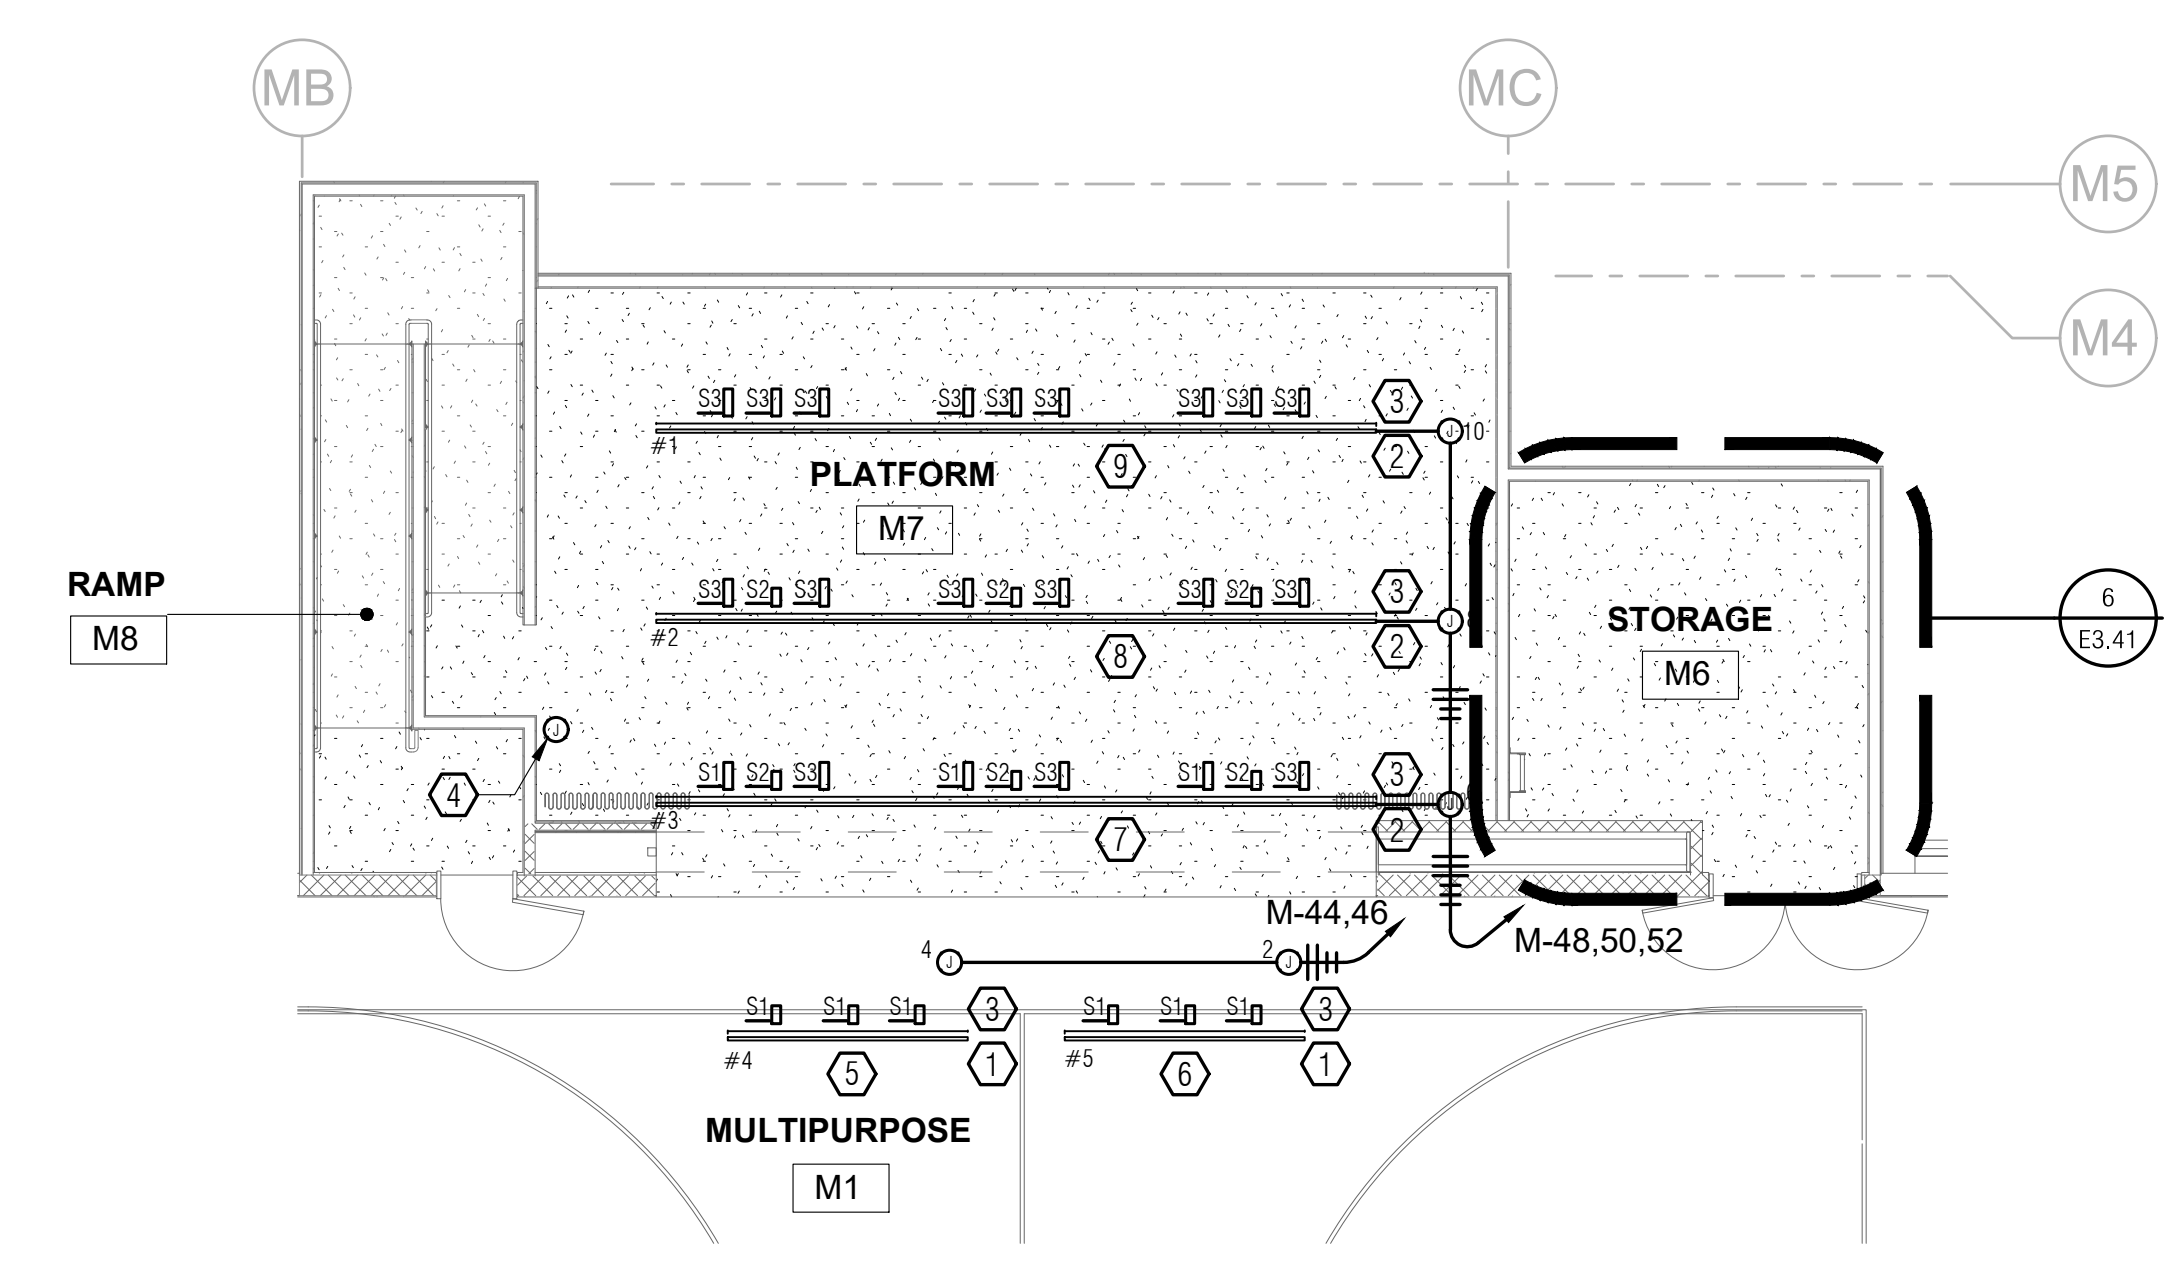 MB
MC
M5
M4
S3 S3 S3 S3 S3 S3 S3 S3 S3
3
#1
J 10
PLATFORM
9
2
M7
RAMP
M8
S3 S2 S3 S3 S2 S3 S3 S2 S3
3
#2
J
8
2
STORAGE
M6
6
E3.41
J
4
S1 S2 S3 S1 S2 S3 S1 S2 S3
3
#3
J
7
2
M-44,46
M-48,50,52
4 J
2 J
S1 S1 S1
3
S1 S1 S1
3
#4
5
1
#5
6
1
MULTIPURPOSE
M1